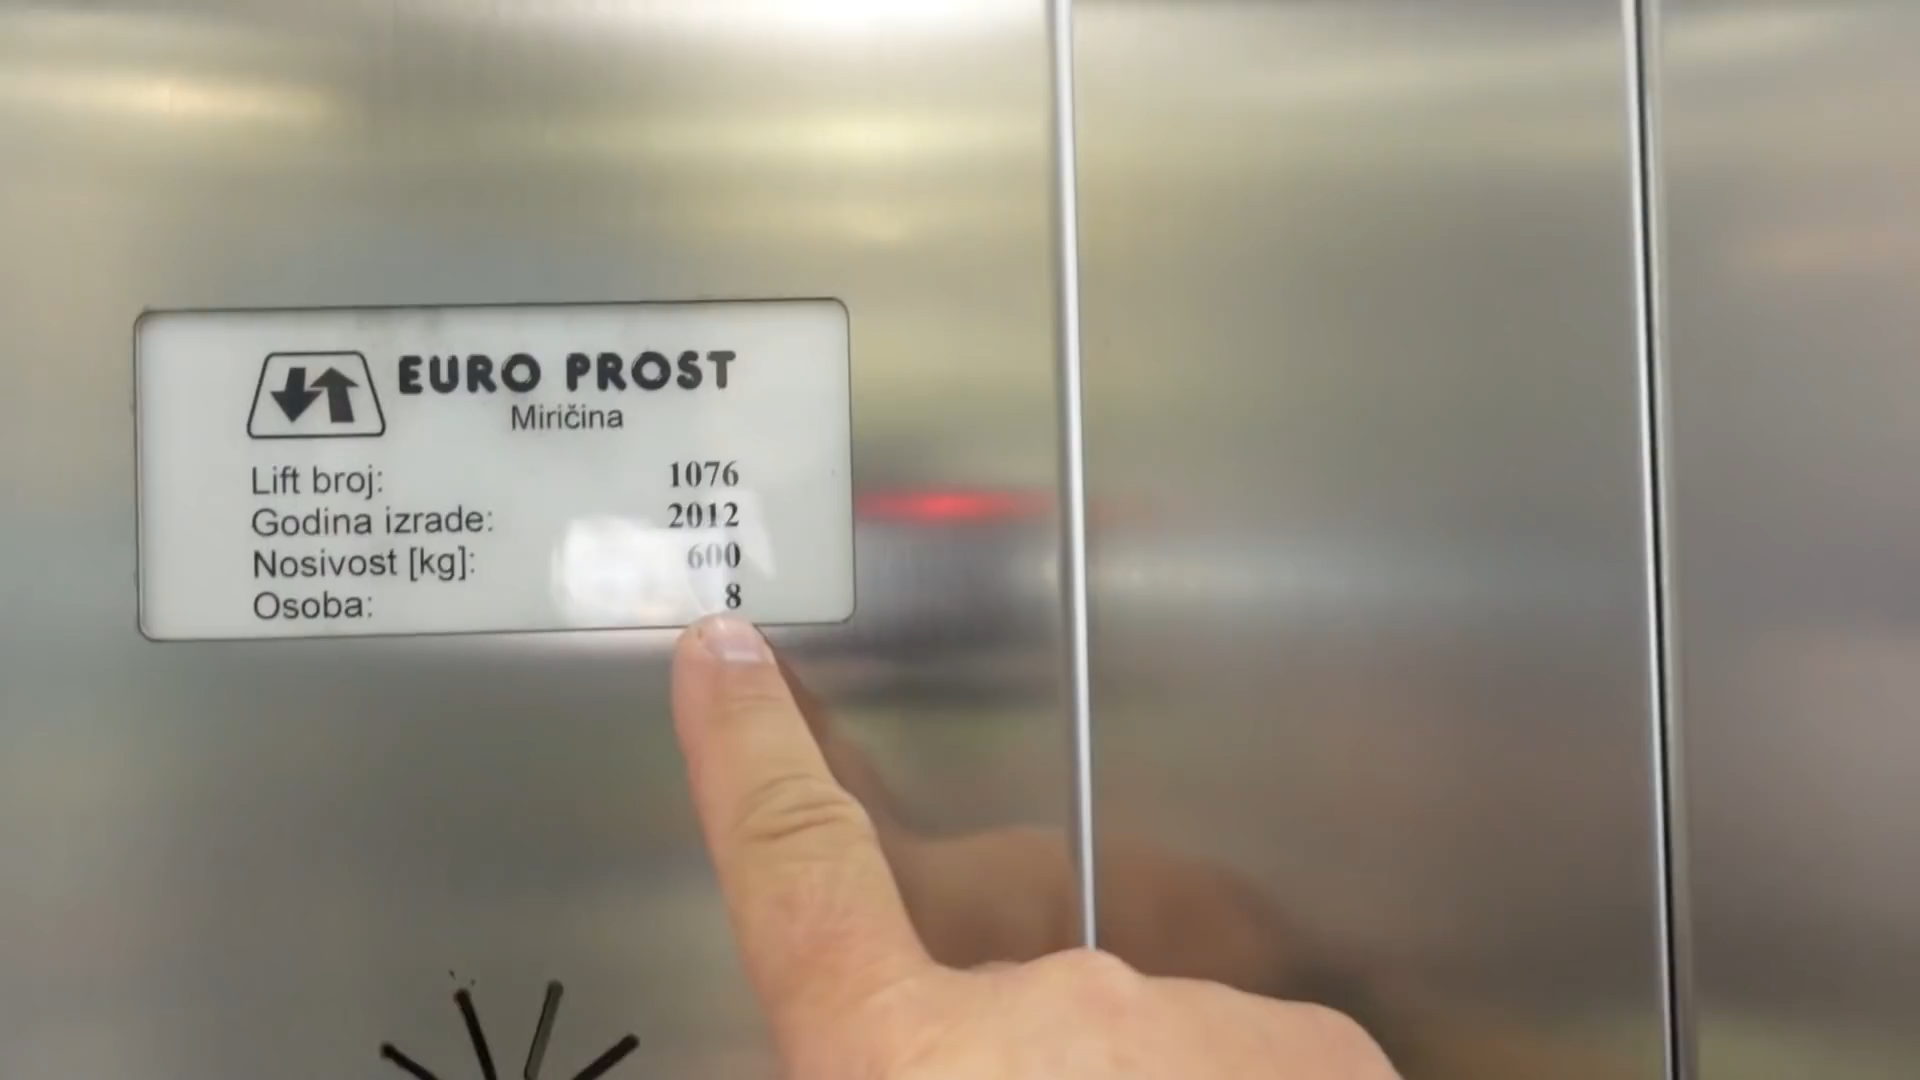 EURO PROST
Miričina
Lift broj: 1076
Godina izrade: 2012
Nosivost [kg]: 600
Osoba: 8